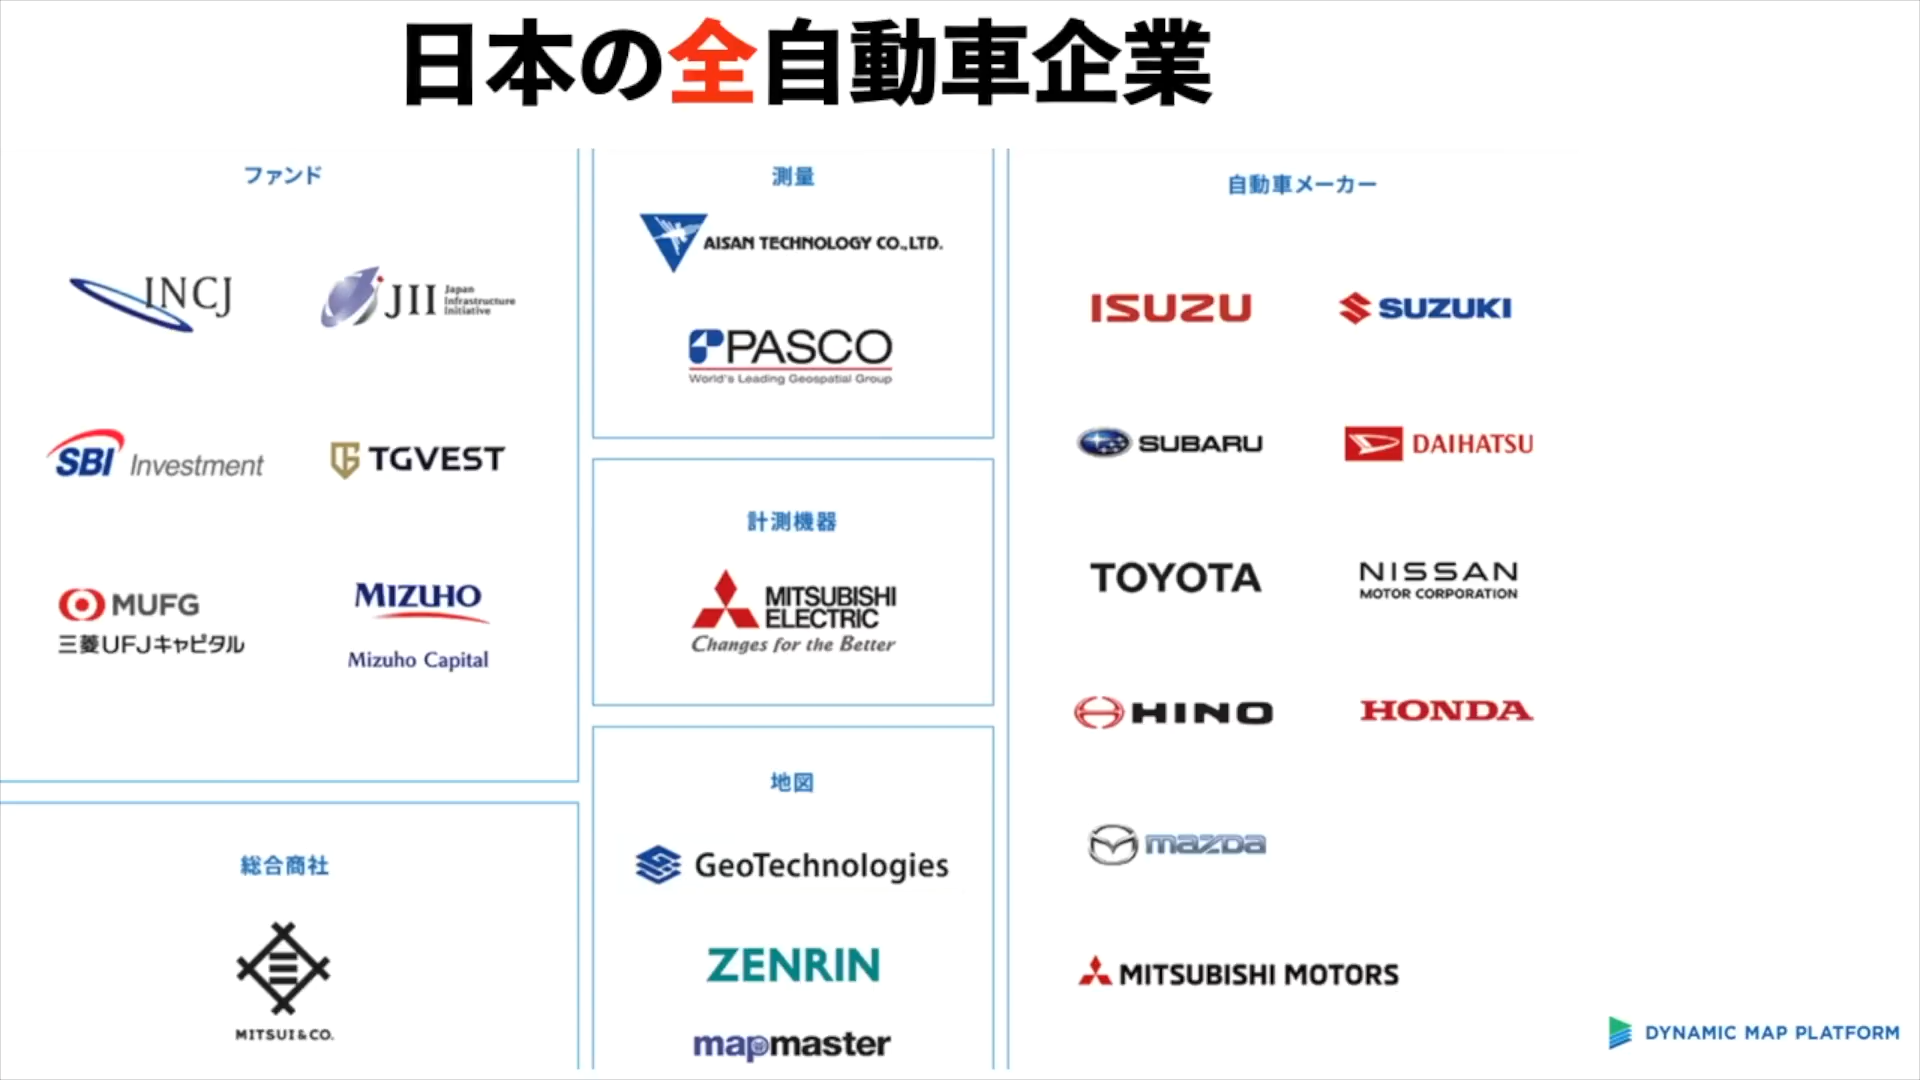 日本の全自動車企業
ファンド
INCJ
JII Japan Infrastructure Initiative
SBI Investment
TGVEST
MUFG
三菱UFJキャピタル
MIZUHO
Mizuho Capital
総合商社
MITSUI&CO.
測量
AISAN TECHNOLOGY CO.,LTD.
PASCO
World's Leading Geospatial Group
計測機器
MITSUBISHI
ELECTRIC
Changes for the Better
地図
GeoTechnologies
ZENRIN
mapmaster
自動車メーカー
ISUZU
SUZUKI
SUBARU
DAIHATSU
TOYOTA
NISSAN
MOTOR CORPORATION
HINO
HONDA
mazda
MITSUBISHI MOTORS
DYNAMIC MAP PLATFORM